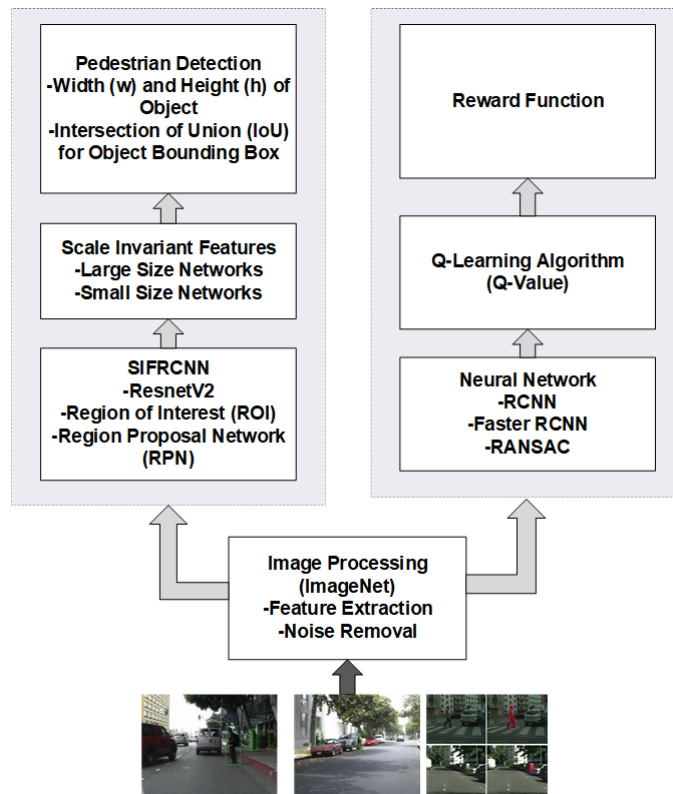 Pedestrian Detection
-Width (w) and Height (h) of
Object
-Intersection of Union (IoU)
for Object Bounding Box
Scale Invariant Features
-Large Size Networks
-Small Size Networks
SIFRCNN
-ResnetV2
-Region of Interest (ROI)
-Region Proposal Network
(RPN)
Reward Function
Q-Learning Algorithm
(Q-Value)
Neural Network
-RCNN
-Faster RCNN
-RANSAC
Image Processing
(ImageNet)
-Feature Extraction
-Noise Removal